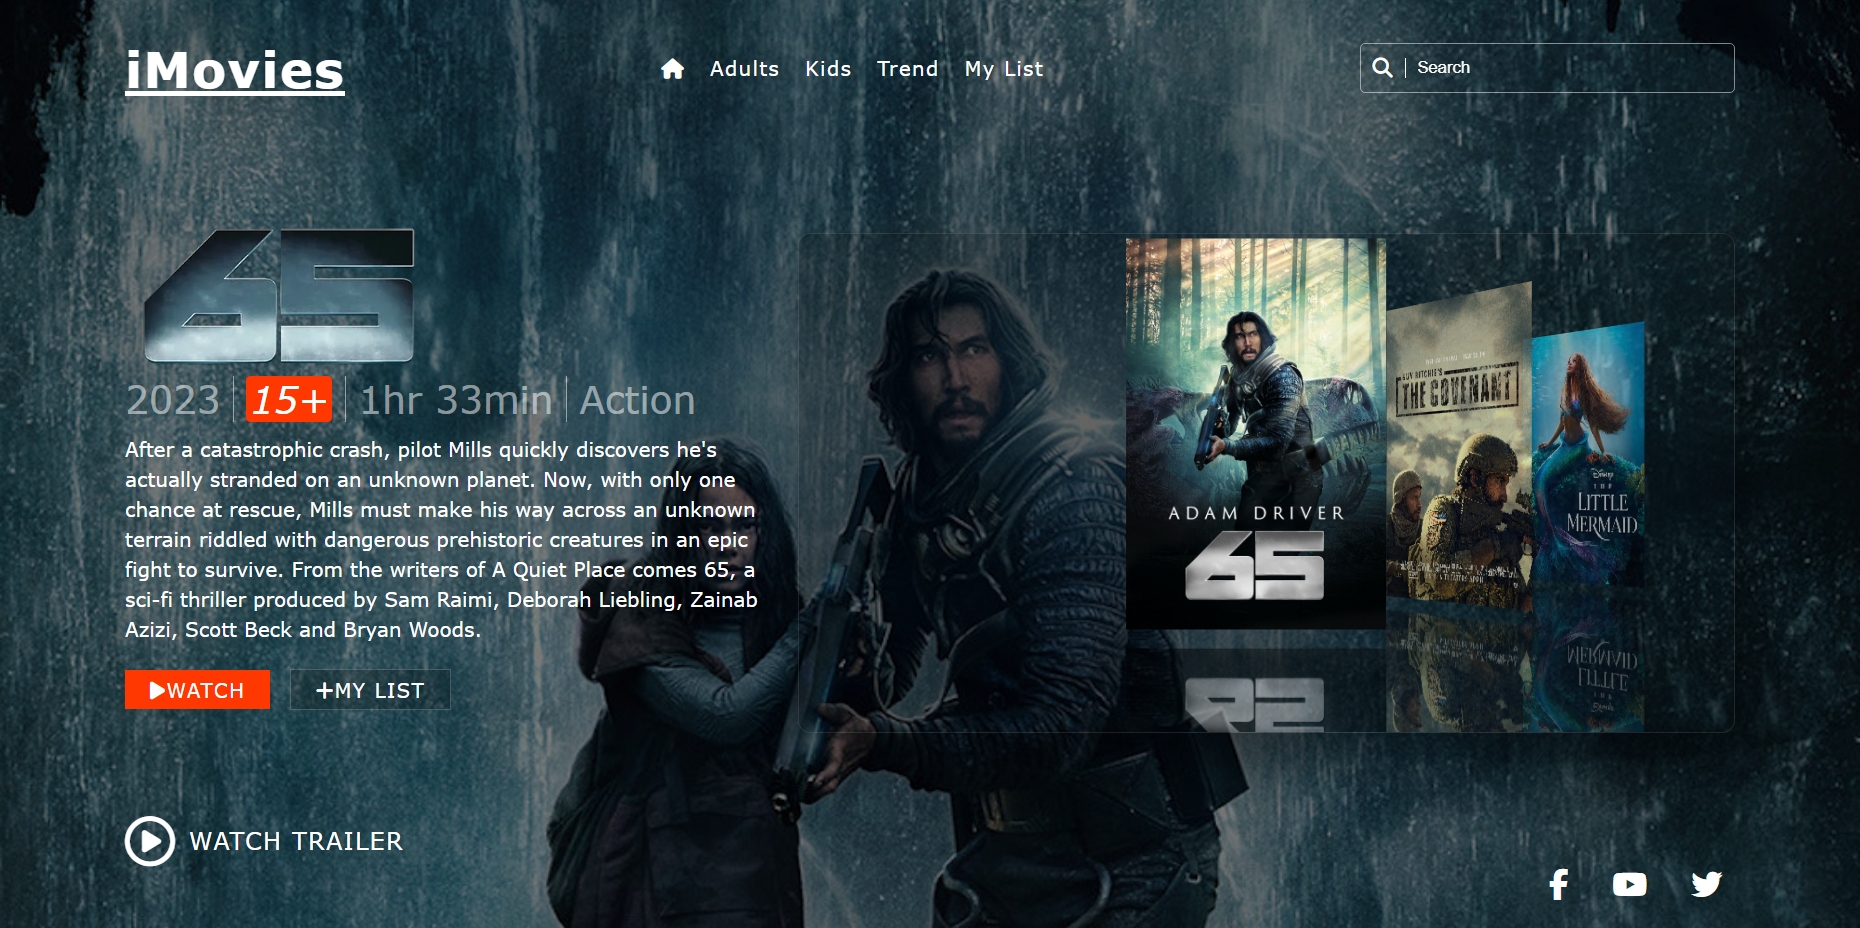 iMovies
Adults Kids Trend My List
Search
65
2023 15+ 1hr 33min Action
After a catastrophic crash, pilot Mills quickly discovers he's
actually stranded on an unknown planet. Now, with only one
chance at rescue, Mills must make his way across an unknown
terrain riddled with dangerous prehistoric creatures in an epic
fight to survive. From the writers of A Quiet Place comes 65, a
sci-fi thriller produced by Sam Raimi, Deborah Liebling, Zainab
Azizi, Scott Beck and Bryan Woods.
WATCH MY LIST
WATCH TRAILER
ADAM DRIVER
65
GUY RITCHIE'S
THE COVENANT
Disney
THE
LITTLE
MERMAID